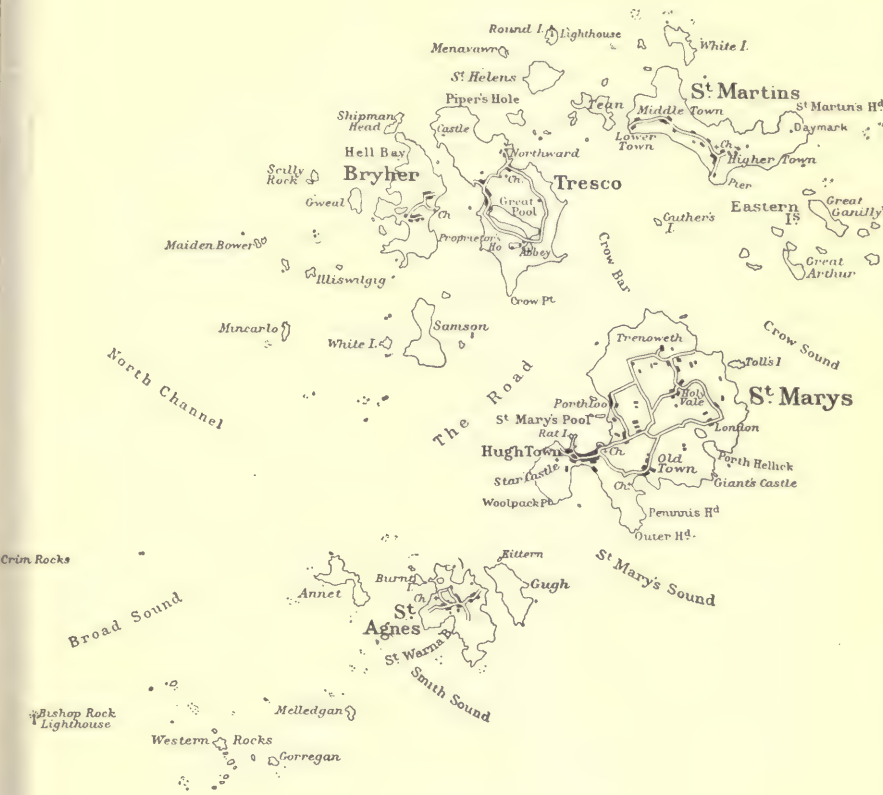 Round I.
Lighthouse
Menavawr
White I.
St. Helens
St. Martins
Piper's Hole
Tean
Middle Town
St. Martin's Hd.
Shipman
Head
Castle
Daymark
Lower
Town
Hell Bay
Northward
Ch.
Higher Town
Scilly
Rock
Bryher
Ch.
Tresco
Pier
Gweal
Great
Pool
Eastern
Is.
Great
Ganilly
Ch
Guther's
I.
Maiden Bower
Proprietor's
Ho
Abbey
Crow Bar
Great
Arthur
Illiswilgig
Crow Pt.
Mincarlo
Samson
White I.
Trenoweth
Crow Sound
Toll's I
North Channel
The Road
Holy
Vale
St. Marys
Porthloo
St. Mary's Pool
Rat I.
London
Hugh Town
Ch
Old
Town
Porth Hellick
Star Castle
Ch.
Giant's Castle
Woolpack Pt.
Peninnis Hd.
Outer Hd.
Crim Rocks
Kittern
St. Mary's Sound
Annet
Burnt
I.
Gugh
Ch.
Broad Sound
St.
Agnes
St. Warna B.
Smith Sound
Bishop Rock
Lighthouse
Melledgan
Western Rocks
Gorregan